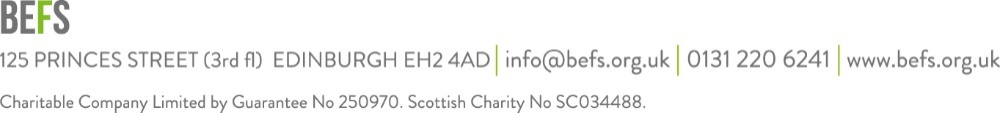 BEFS
125 PRINCES STREET (3rd fl) EDINBURGH EH2 4AD | info@befs.org.uk | 0131 220 6241 | www.befs.org.uk
Charitable Company Limited by Guarantee No 250970. Scottish Charity No SC034488.